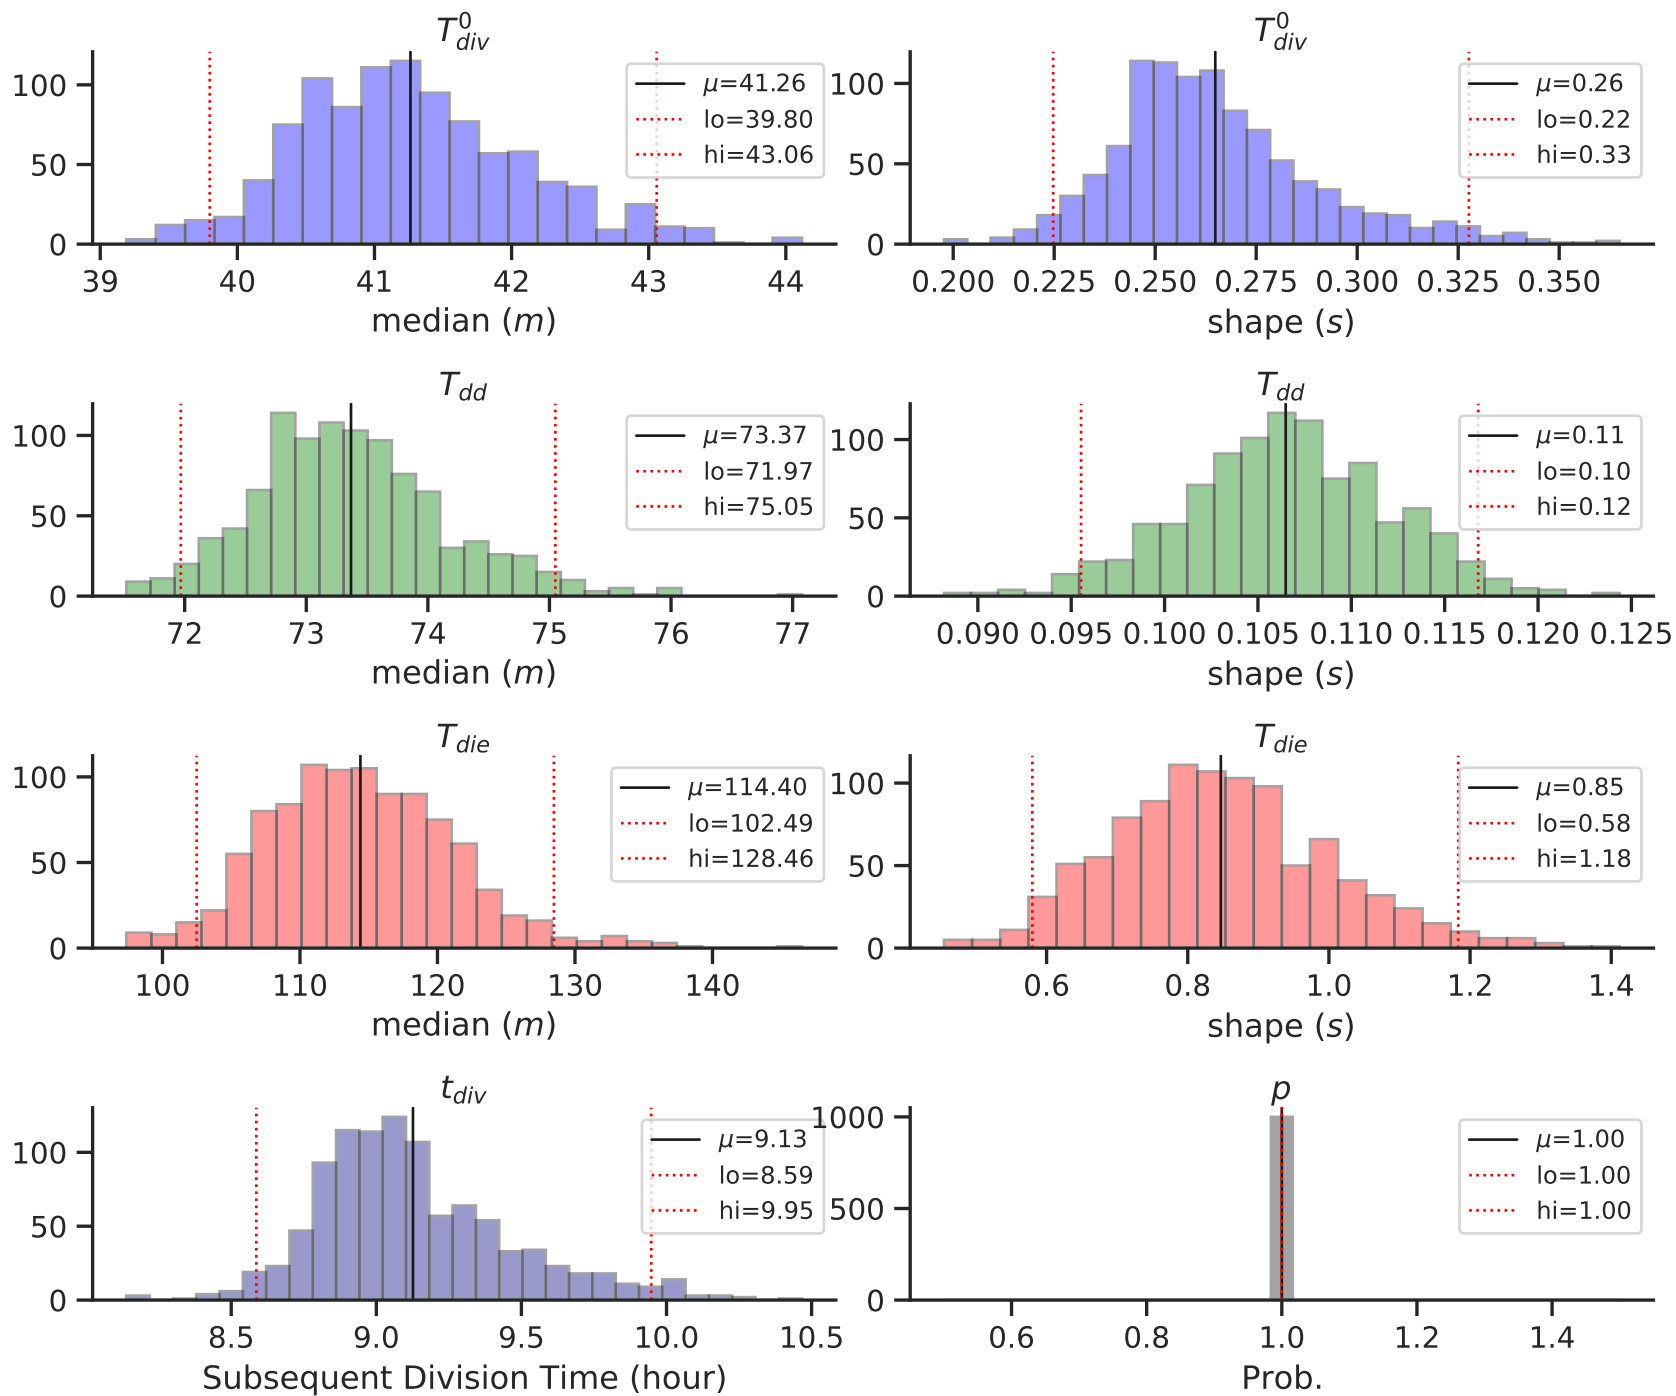 T⁰div
100
50
0
μ=41.26
lo=39.80
hi=43.06
39 40 41 42 43 44
median (m)
T⁰div
100
50
0
μ=0.26
lo=0.22
hi=0.33
0.200 0.225 0.250 0.275 0.300 0.325 0.350
shape (s)
Tdd
100
50
0
μ=73.37
lo=71.97
hi=75.05
72 73 74 75 76 77
median (m)
Tdd
100
50
0
μ=0.11
lo=0.10
hi=0.12
0.090 0.095 0.100 0.105 0.110 0.115 0.120 0.125
shape (s)
Tdie
100
50
0
μ=114.40
lo=102.49
hi=128.46
100 110 120 130 140
median (m)
Tdie
100
50
0
μ=0.85
lo=0.58
hi=1.18
0.6 0.8 1.0 1.2 1.4
shape (s)
tdiv
100
50
0
μ=9.13
lo=8.59
hi=9.95
8.5 9.0 9.5 10.0 10.5
Subsequent Division Time (hour)
p
1000
500
0
μ=1.00
lo=1.00
hi=1.00
0.6 0.8 1.0 1.2 1.4
Prob.